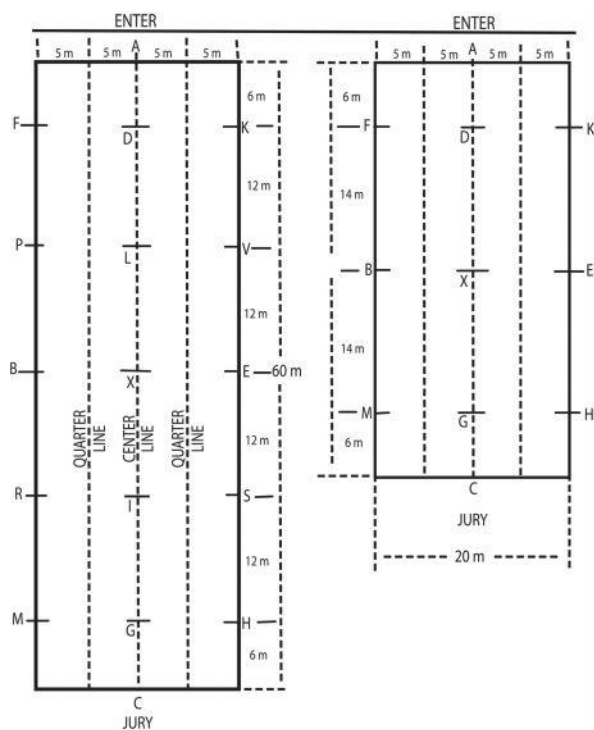 ENTER ENTER
A A
5 m 5 m 5 m 5 m 5 m 5 m 5 m 5 m
6 m 6 m
F D K F D K
12 m 14 m
P L V
B X E
12 m
B X E 60 m
14 m
QUARTER LINE CENTER LINE QUARTER LINE
12 m M G H
6 m
R I S C
JURY
12 m 20 m
M G H
6 m
C
JURY